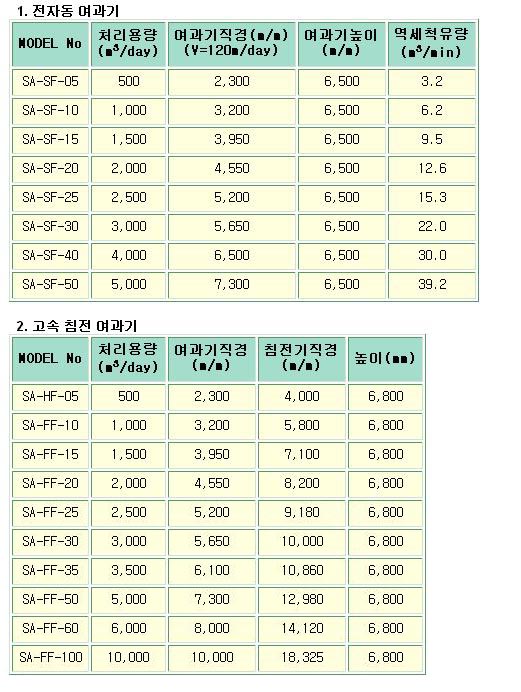 1. 전자동 여과기
MODEL No 처리용량 (m³/day) 여과기직경(m/m) (V=120m/day) 여과기높이 (m/m) 역세척유량 (m³/min)
SA-SF-05 500 2,300 6,500 3.2
SA-SF-10 1,000 3,200 6,500 6.2
SA-SF-15 1,500 3,950 6,500 9.5
SA-SF-20 2,000 4,550 6,500 12.6
SA-SF-25 2,500 5,200 6,500 15.3
SA-SF-30 3,000 5,650 6,500 22.0
SA-SF-40 4,000 6,500 6,500 30.0
SA-SF-50 5,000 7,300 6,500 39.2
2. 고속 침전 여과기
MODEL No 처리용량 (m³/day) 여과기직경 (m/m) 침전기직경 (m/m) 높이(mm)
SA-HF-05 500 2,300 4,000 6,800
SA-FF-10 1,000 3,200 5,800 6,800
SA-FF-15 1,500 3,950 7,100 6,800
SA-FF-20 2,000 4,550 8,200 6,800
SA-FF-25 2,500 5,200 9,180 6,800
SA-FF-30 3,000 5,650 10,000 6,800
SA-FF-35 3,500 6,100 10,860 6,800
SA-FF-50 5,000 7,300 12,980 6,800
SA-FF-60 6,000 8,000 14,120 6,800
SA-FF-100 10,000 10,000 18,325 6,800